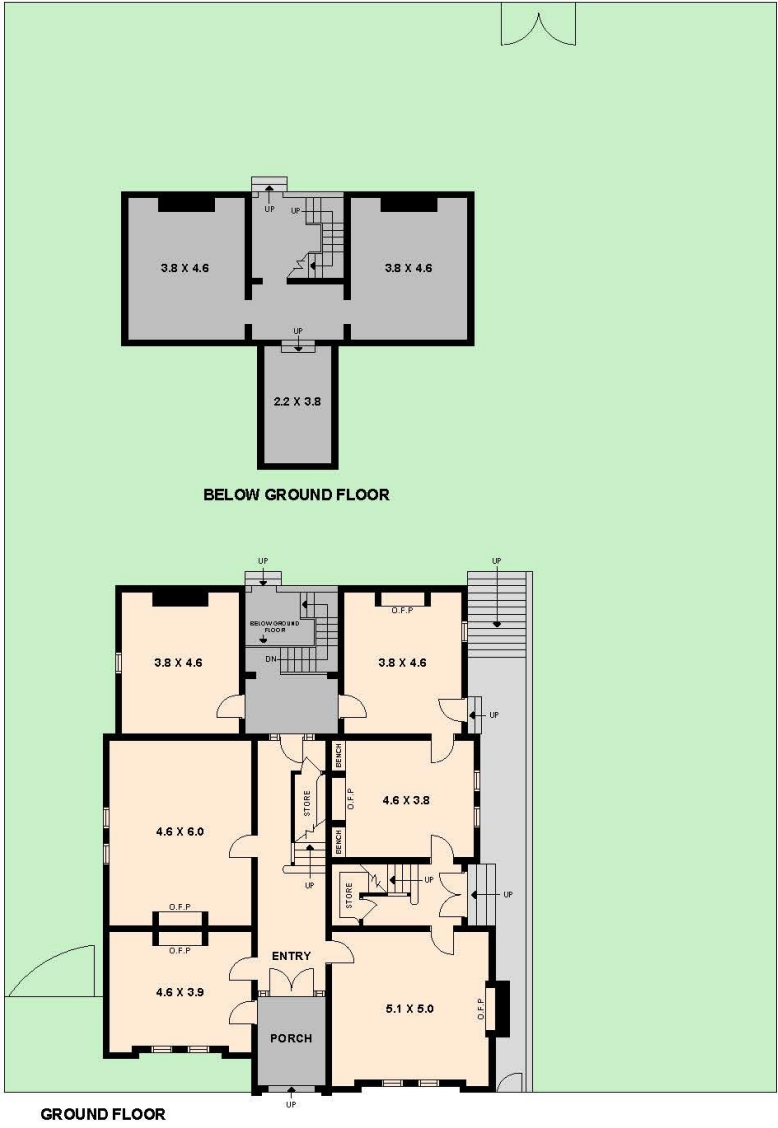 UP
UP
3.8 X 4.6
3.8 X 4.6
UP
2.2 X 3.8
BELOW GROUND FLOOR
UP
UP
O.F.P
BELOW GROUND
FLOOR
DN
3.8 X 4.6
3.8 X 4.6
UP
BENCH
STORE
O.F.P
4.6 X 3.8
4.6 X 6.0
BENCH
UP
UP
STORE
UP
O.F.P
O.F.P
ENTRY
4.6 X 3.9
5.1 X 5.0
O.F.P
PORCH
UP
GROUND FLOOR